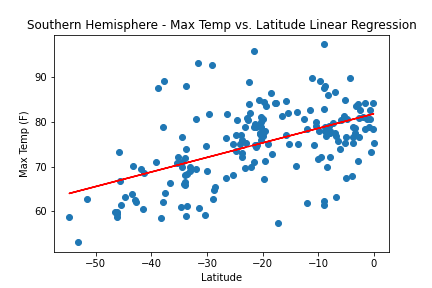 Southern Hemisphere - Max Temp vs. Latitude Linear Regression
90
80
70
60
Max Temp (F)
−50 −40 −30 −20 −10 0
Latitude